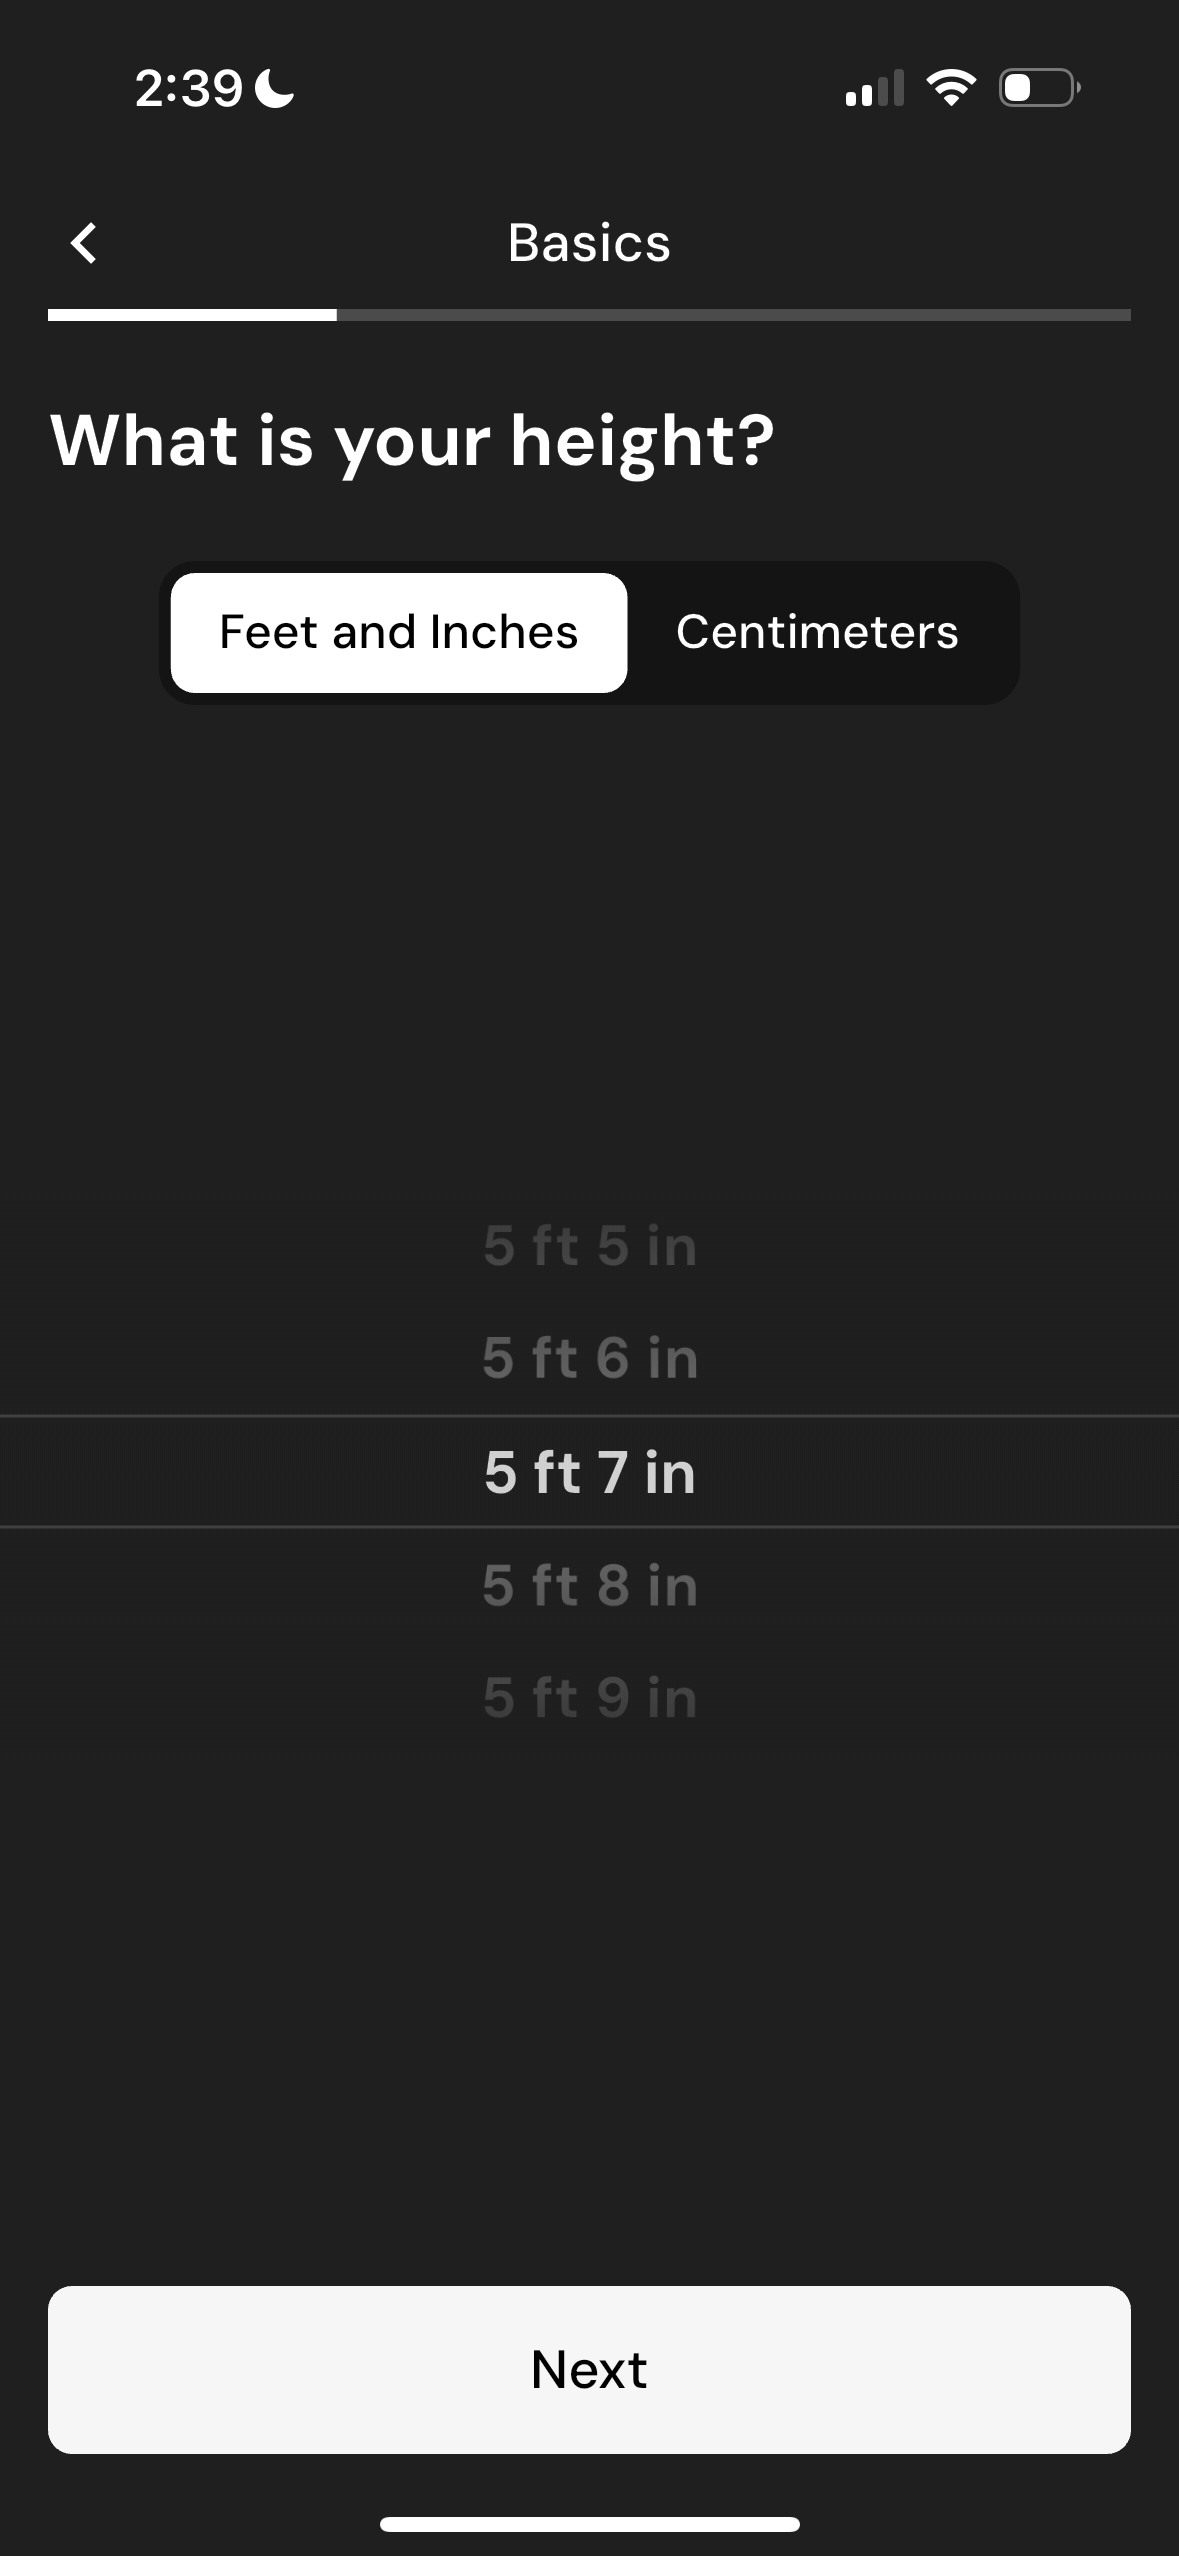 2:39
Basics
What is your height?
Feet and Inches Centimeters
5 ft 5 in
5 ft 6 in
5 ft 7 in
5 ft 8 in
5 ft 9 in
Next